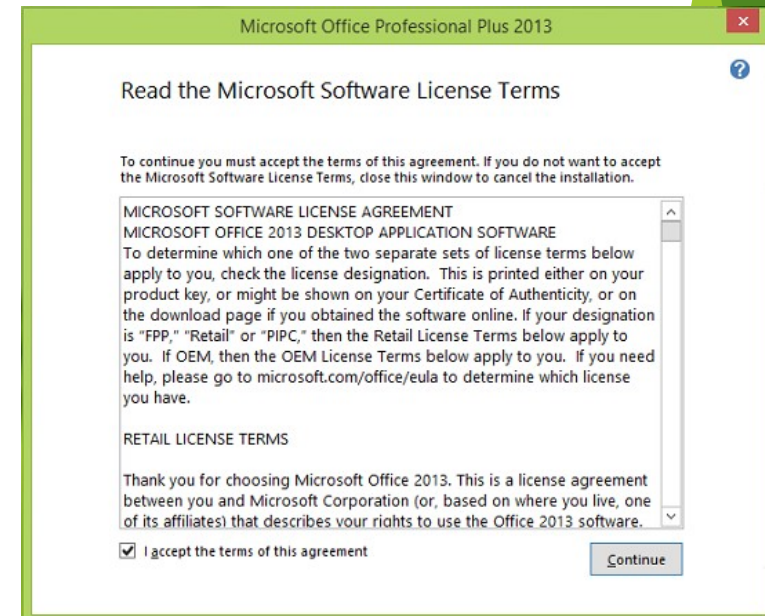 Microsoft Office Professional Plus 2013
Read the Microsoft Software License Terms
To continue you must accept the terms of this agreement. If you do not want to accept
the Microsoft Software License Terms, close this window to cancel the installation.
MICROSOFT SOFTWARE LICENSE AGREEMENT
MICROSOFT OFFICE 2013 DESKTOP APPLICATION SOFTWARE
To determine which one of the two separate sets of license terms below
apply to you, check the license designation.  This is printed either on your
product key, or might be shown on your Certificate of Authenticity, or on
the download page if you obtained the software online. If your designation
is “FPP,” “Retail” or “PIPC,” then the Retail License Terms below apply to
you.  If OEM, then the OEM License Terms below apply to you.  If you need
help, please go to microsoft.com/office/eula to determine which license
you have.
RETAIL LICENSE TERMS
Thank you for choosing Microsoft Office 2013. This is a license agreement
between you and Microsoft Corporation (or, based on where you live, one
of its affiliates) that describes your rights to use the Office 2013 software.
I accept the terms of this agreement
Continue